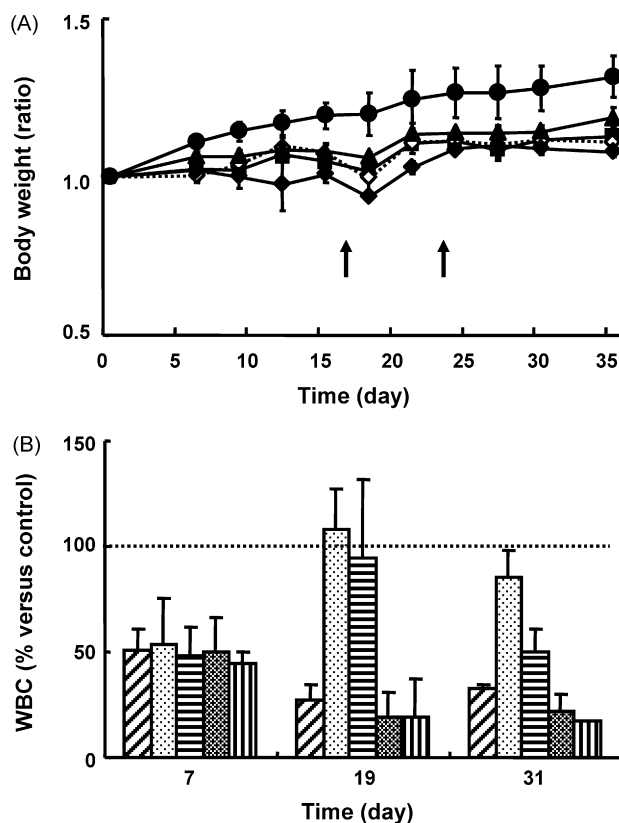 (A)
1.5
1.0
0.5
Body weight (ratio)
0 5 10 15 20 25 30 35
Time (day)
(B)
150
100
50
0
WBC (% versus control)
7 19 31
Time (day)